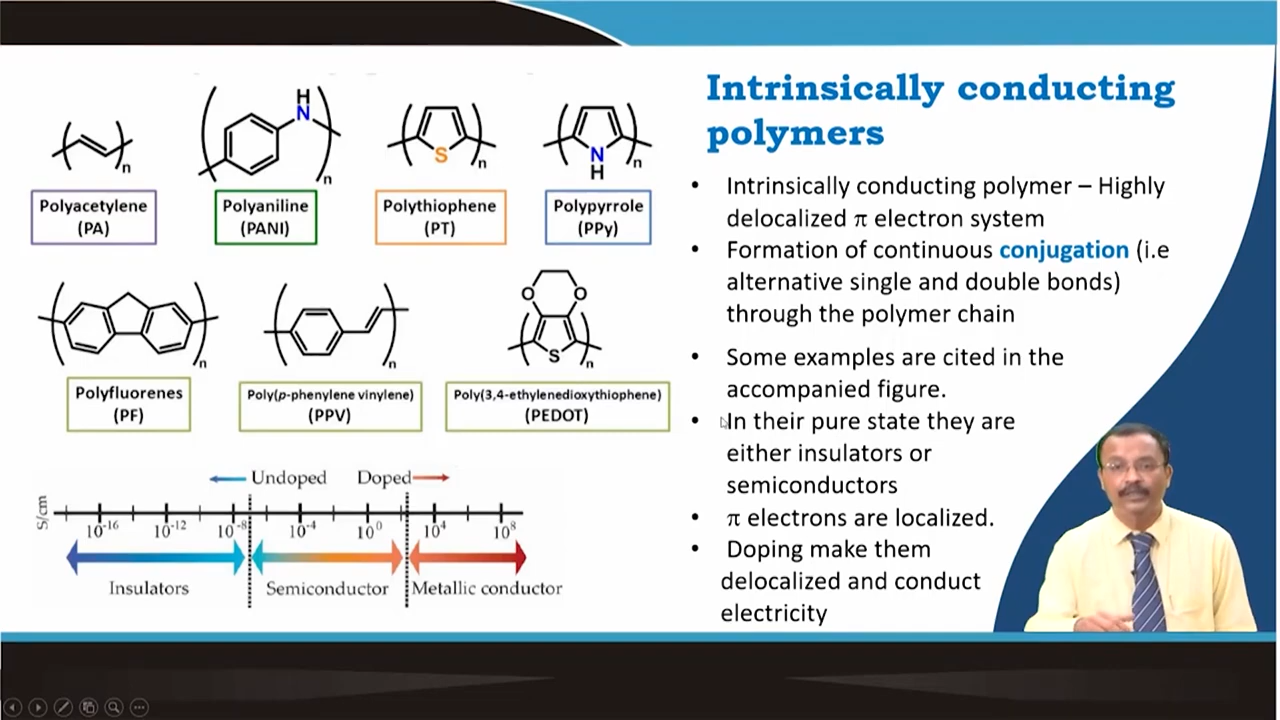 Intrinsically conducting
polymers
• Intrinsically conducting polymer – Highly
delocalized π electron system
• Formation of continuous conjugation (i.e
alternative single and double bonds)
through the polymer chain
• Some examples are cited in the
accompanied figure.
• In their pure state they are
either insulators or
semiconductors
• π electrons are localized.
• Doping make them
delocalized and conduct
electricity
n
H
N
n
S
n
N
H
n
Polyacetylene
(PA)
Polyaniline
(PANI)
Polythiophene
(PT)
Polypyrrole
(PPy)
n
n
O O
S
n
Polyfluorenes
(PF)
Poly(p-phenylene vinylene)
(PPV)
Poly(3,4-ethylenedioxythiophene)
(PEDOT)
Undoped Doped
S/cm
10⁻¹⁶ 10⁻¹² 10⁻⁸ 10⁻⁴ 10⁰ 10⁴ 10⁸
Insulators Semiconductor Metallic conductor